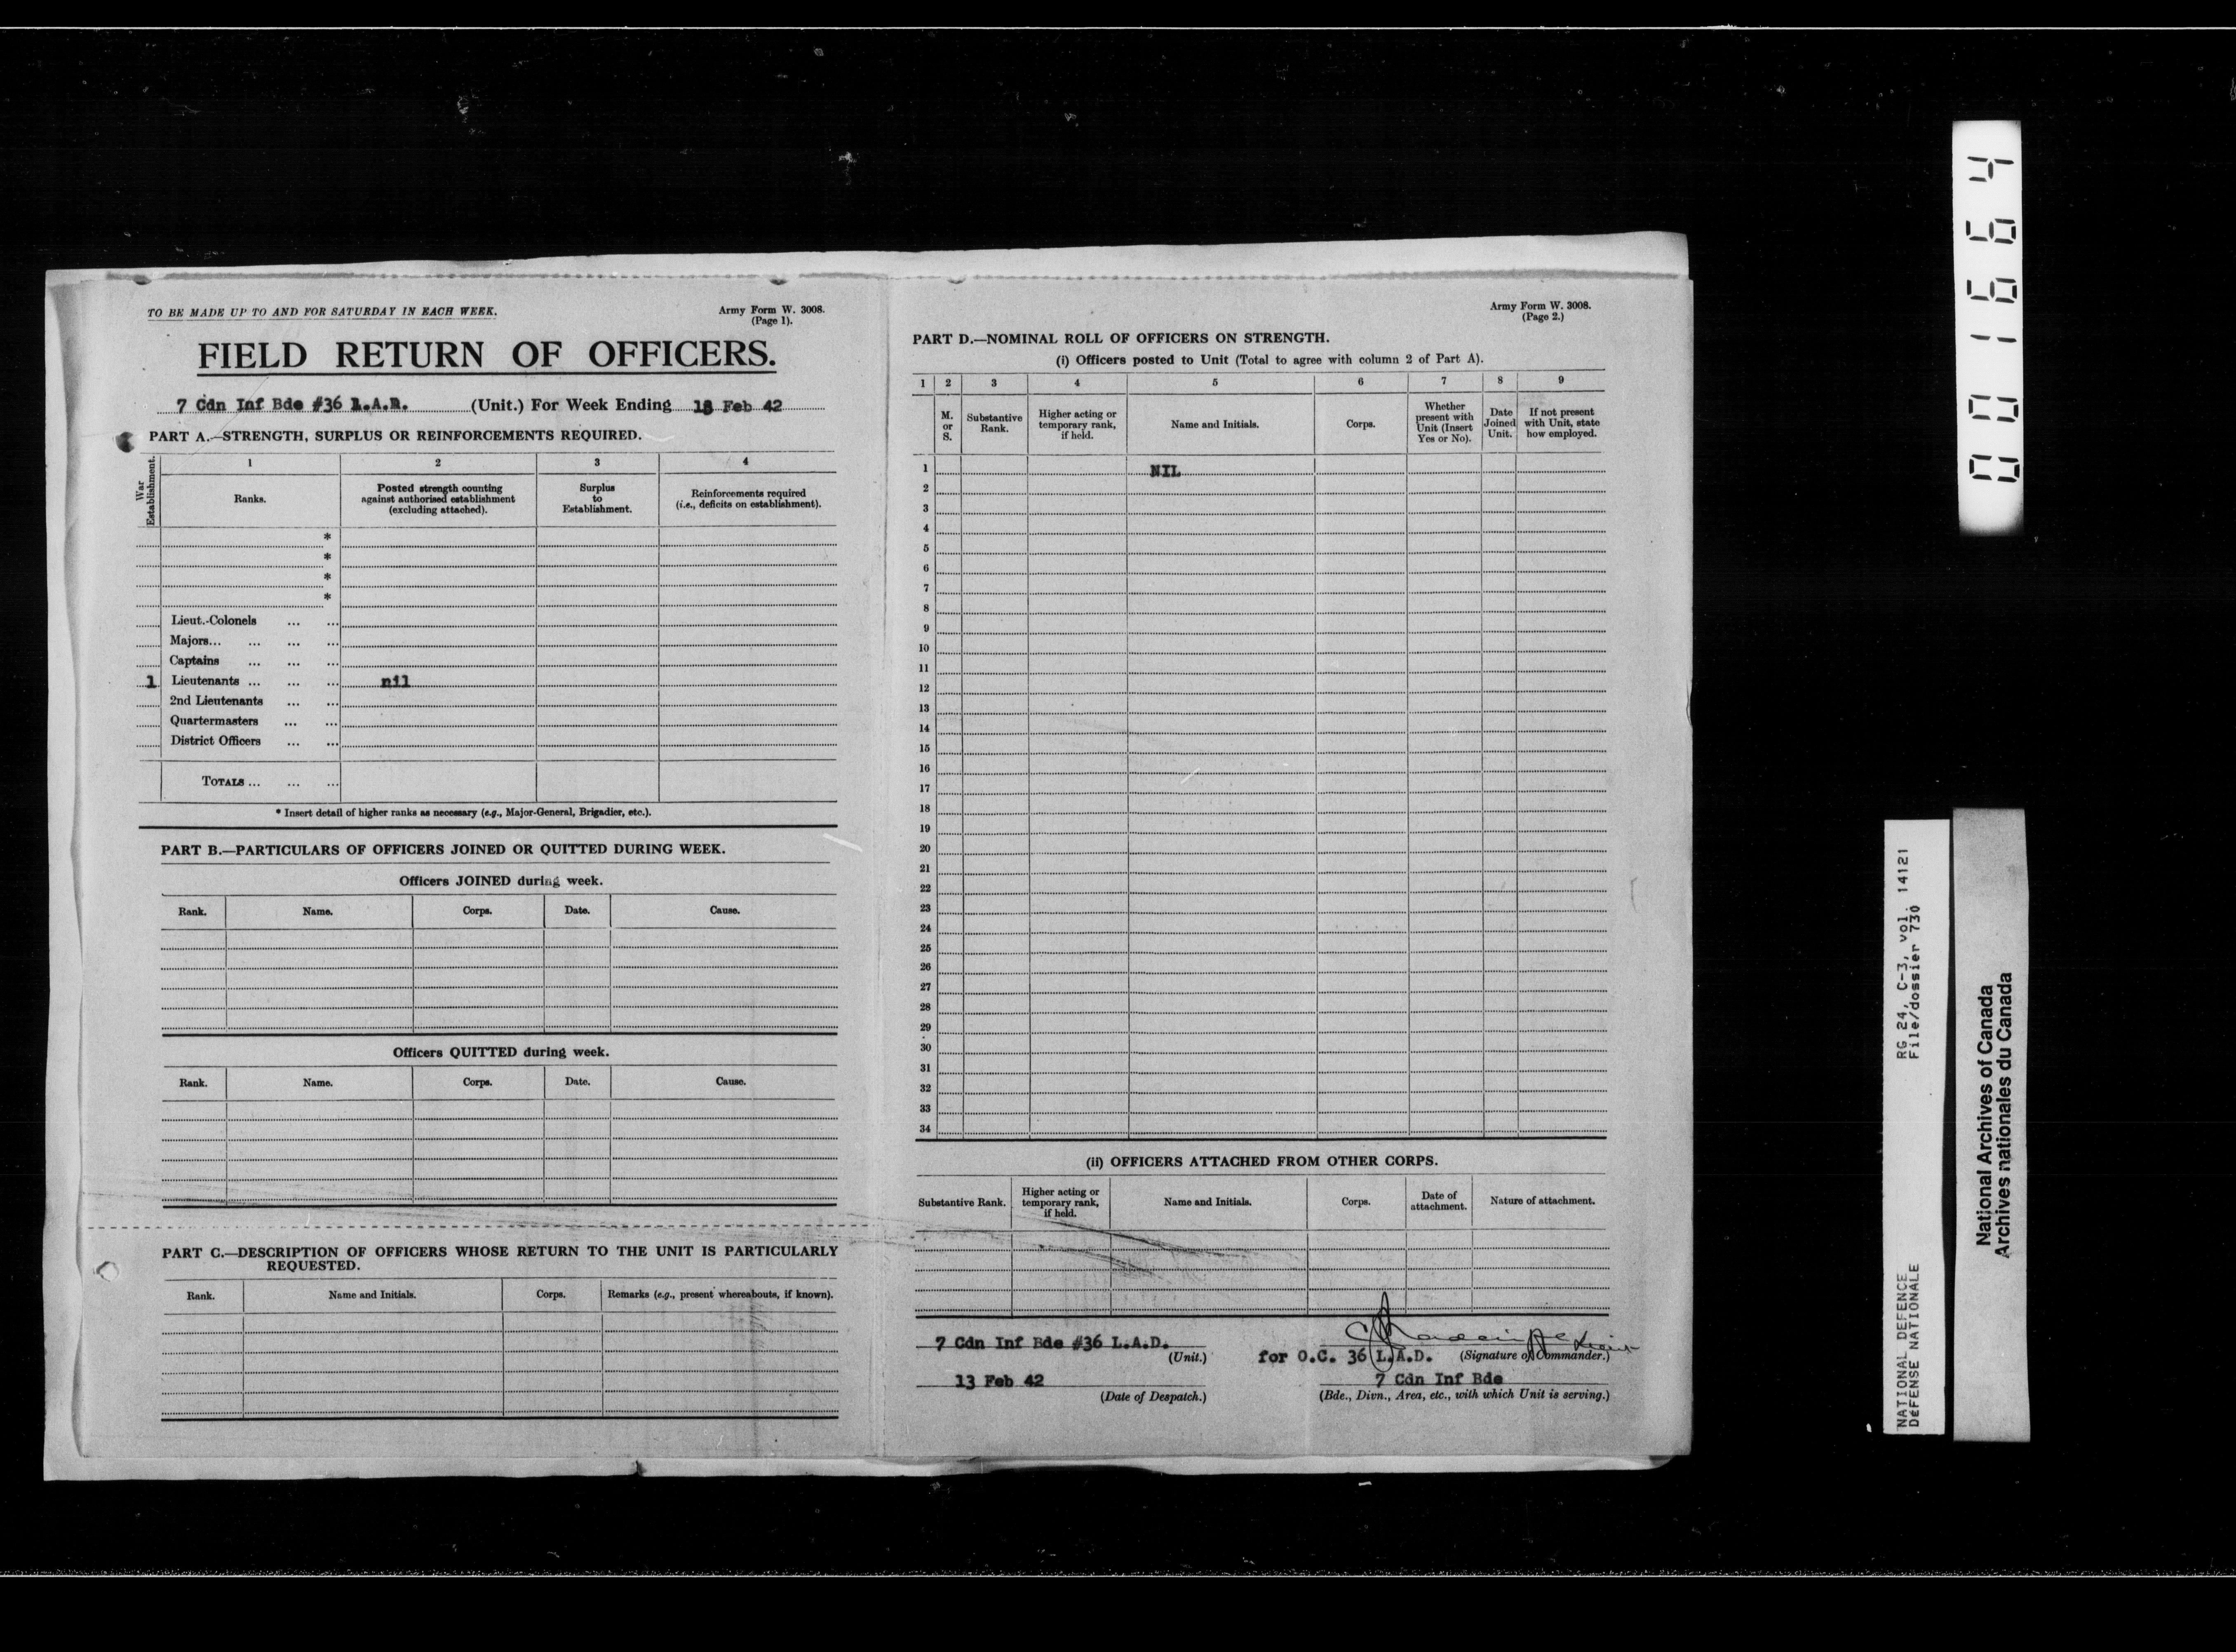 TO BE MADE UP TO AND FOR SATURDAY IN EACH WEEK.
Army Form W. 3008.
(Page 1).
FIELD RETURN OF OFFICERS.
7 Cdn Inf Bde #36 L.A.D. (Unit.) For Week Ending 13 Feb 42
PART A.—STRENGTH, SURPLUS OR REINFORCEMENTS REQUIRED.
War Establishment.
1 2 3 4
Ranks.
Posted strength counting against authorised establishment (excluding attached).
Surplus to Establishment.
Reinforcements required (i.e., deficits on establishment).
*
*
*
*
Lieut.-Colonels ... ...
Majors... ... ... ...
Captains ... ... ...
1 Lieutenants ... ... ... nil
2nd Lieutenants ... ...
Quartermasters ... ...
District Officers ... ...
TOTALS ... ... ...
* Insert detail of higher ranks as necessary (e.g., Major-General, Brigadier, etc.).
PART B.—PARTICULARS OF OFFICERS JOINED OR QUITTED DURING WEEK.
Officers JOINED during week.
Rank. Name. Corps. Date. Cause.
Officers QUITTED during week.
Rank. Name. Corps. Date. Cause.
PART C.—DESCRIPTION OF OFFICERS WHOSE RETURN TO THE UNIT IS PARTICULARLY
REQUESTED.
Rank. Name and Initials. Corps. Remarks (e.g., present whereabouts, if known).
Army Form W. 3008.
(Page 2.)
PART D.—NOMINAL ROLL OF OFFICERS ON STRENGTH.
(i) Officers posted to Unit (Total to agree with column 2 of Part A).
1 2 3 4 5 6 7 8 9
M. or S.
Substantive Rank.
Higher acting or temporary rank, if held.
Name and Initials.
Corps.
Whether present with Unit (Insert Yes or No).
Date Joined Unit.
If not present with Unit, state how employed.
1 NIL
2
3
4
5
6
7
8
9
10
11
12
13
14
15
16
17
18
19
20
21
22
23
24
25
26
27
28
29
30
31
32
33
34
(ii) OFFICERS ATTACHED FROM OTHER CORPS.
Substantive Rank.
Higher acting or temporary rank, if held.
Name and Initials.
Corps.
Date of attachment.
Nature of attachment.
7 Cdn Inf Bde #36 L.A.D.
(Unit.)
for O.C. 36 L.A.D. (Signature of Commander.)
13 Feb 42
7 Cdn Inf Bde
(Date of Despatch.)
(Bde., Divn., Area, etc., with which Unit is serving.)
001664
RG 24, C-3, vol. 14121
File/dossier 730
NATIONAL DEFENCE
DÉFENSE NATIONALE
National Archives of Canada
Archives nationales du Canada